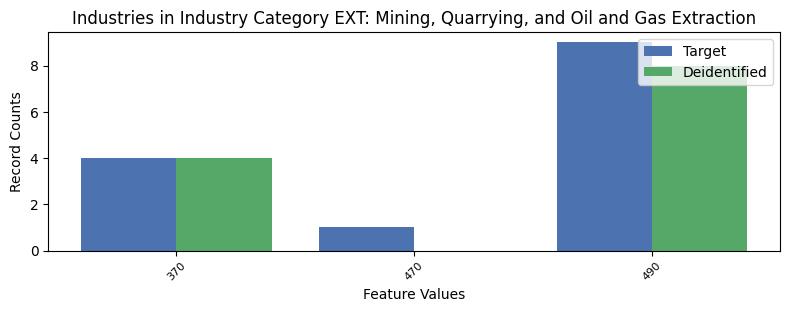 Industries in Industry Category EXT: Mining, Quarrying, and Oil and Gas Extraction
Target
Deidentified
Record Counts
8
6
4
2
0
370
470
490
Feature Values